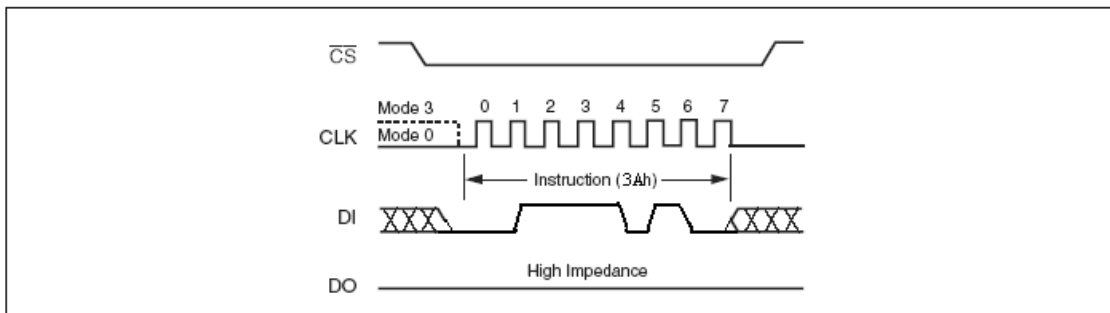 CS
Mode 3 0 1 2 3 4 5 6 7
CLK Mode 0
Instruction (3Ah)
DI
High Impedance
DO